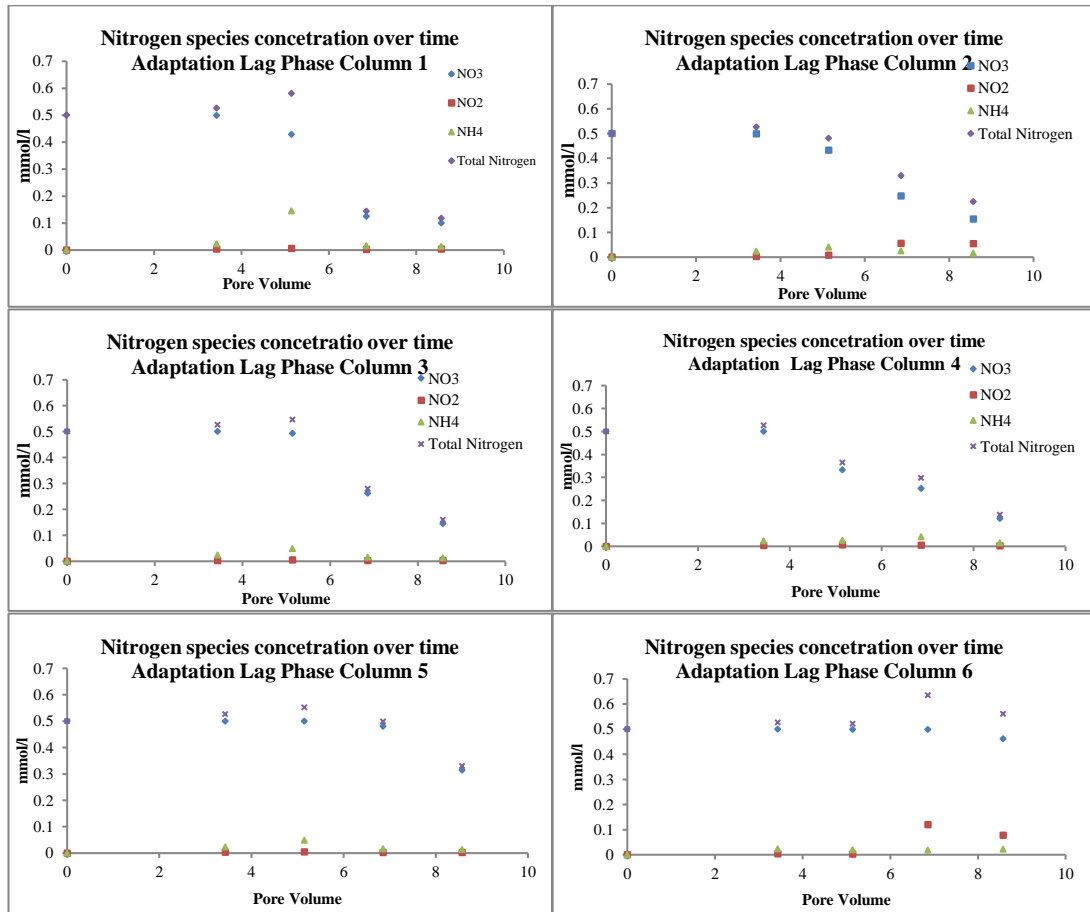 Nitrogen species concetration over time
Adaptation Lag Phase Column 1
NO3
NO2
NH4
Total Nitrogen
mmol/l
0.7
0.6
0.5
0.4
0.3
0.2
0.1
0
0 2 4 6 8 10
Pore Volume
Nitrogen species concetration over time
Adaptation Lag Phase Column 2
NO3
NO2
NH4
Total Nitrogen
mmol/l
0.7
0.6
0.5
0.4
0.3
0.2
0.1
0
0 2 4 6 8 10
Pore Volume
Nitrogen species concetratio over time
Adaptation Lag Phase Column 3
NO3
NO2
NH4
Total Nitrogen
mmol/l
0.7
0.6
0.5
0.4
0.3
0.2
0.1
0
0 2 4 6 8 10
Pore Volume
Nitrogen species concetration over time
Adaptation Lag Phase Column 4
NO3
NO2
NH4
Total Nitrogen
mmol/l
0.7
0.6
0.5
0.4
0.3
0.2
0.1
0
0 2 4 6 8 10
Pore Volume
Nitrogen species concetration over time
Adaptation Lag Phase Column 5
mmol/l
0.7
0.6
0.5
0.4
0.3
0.2
0.1
0
0 2 4 6 8 10
Pore Volume
Nitrogen species concetration over time
Adaptation Lag Phase Column 6
mmol/l
0.7
0.6
0.5
0.4
0.3
0.2
0.1
0
0 2 4 6 8 10
Pore Volume